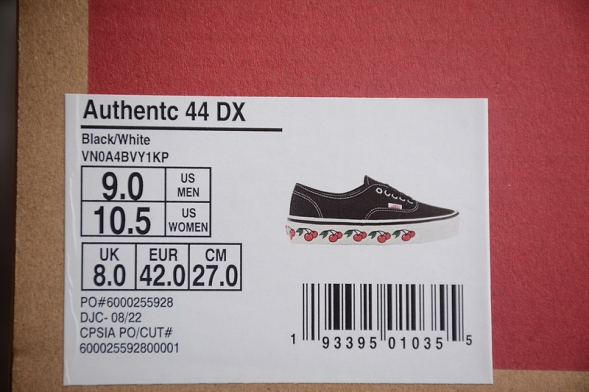 Authentc 44 DX
Black/White
VN0A4BVY1KP
9.0 US MEN
10.5 US WOMEN
UK EUR CM
8.0 42.0 27.0
PO#6000255928
DJC- 08/22
CPSIA PO/CUT#
600025592800001
1 93395 01035 5